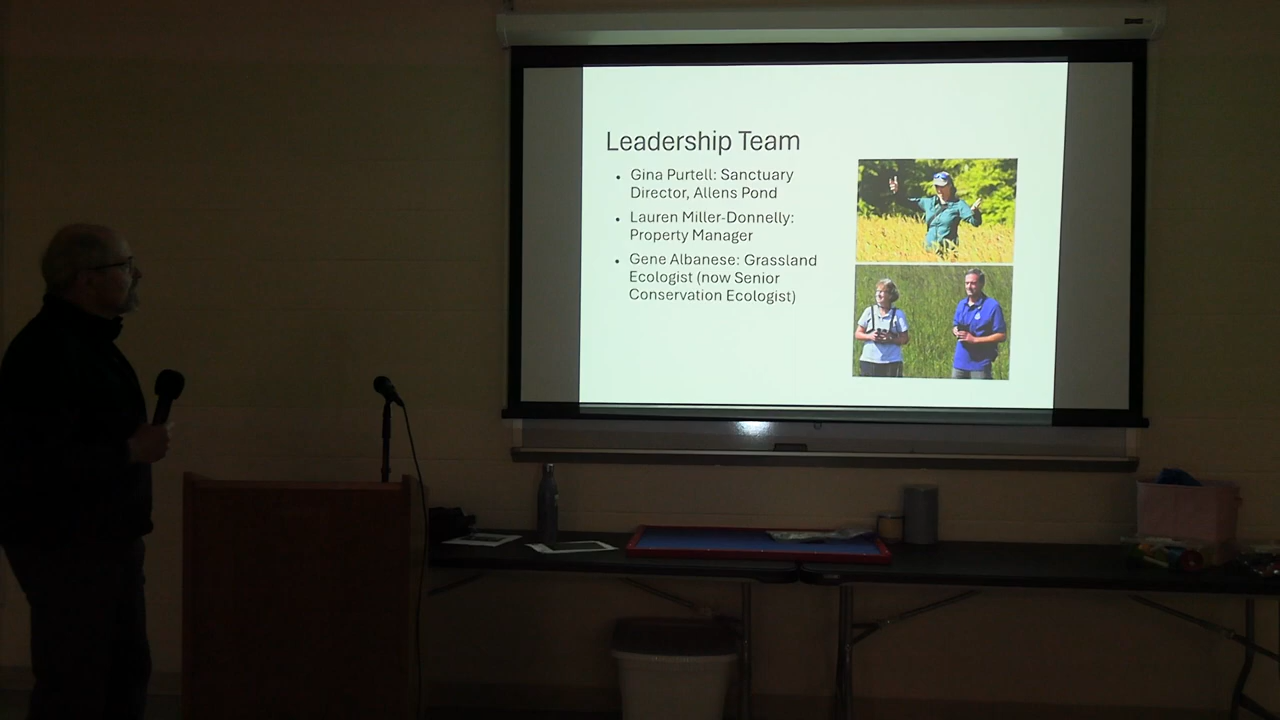 Leadership Team
• Gina Purtell: Sanctuary
Director, Allens Pond
• Lauren Miller-Donnelly:
Property Manager
• Gene Albanese: Grassland
Ecologist (now Senior
Conservation Ecologist)